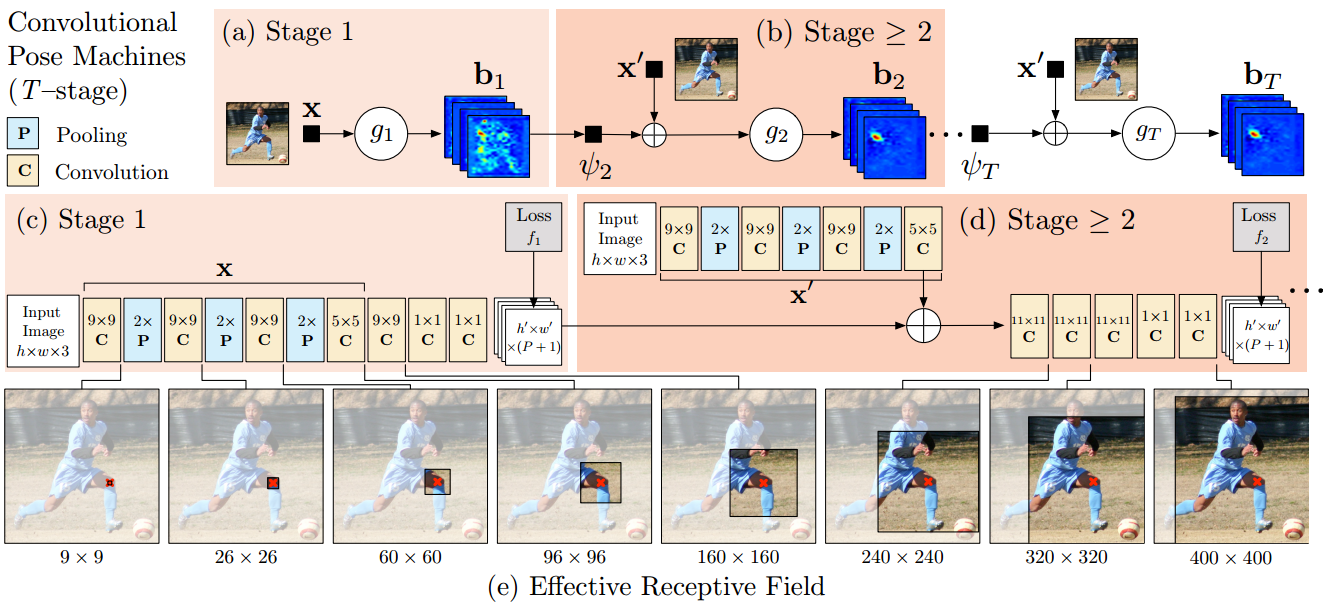 Convolutional
Pose Machines
(T–stage)
P Pooling
C Convolution
(a) Stage 1
x
g1
b1
(b) Stage ≥ 2
x′
ψ2
g2
b2
x′
ψT
gT
bT
(c) Stage 1
Loss
f1
x
Input
Image
h×w×3
9×9
C
2×
P
9×9
C
2×
P
9×9
C
2×
P
5×5
C
9×9
C
1×1
C
1×1
C
h′×w′
×(P + 1)
(d) Stage ≥ 2
Input
Image
h×w×3
9×9
C
2×
P
9×9
C
2×
P
9×9
C
2×
P
5×5
C
x′
Loss
f2
11×11
C
11×11
C
11×11
C
1×1
C
1×1
C
h′×w′
×(P + 1)
9 × 9
26 × 26
60 × 60
96 × 96
160 × 160
240 × 240
320 × 320
400 × 400
(e) Effective Receptive Field